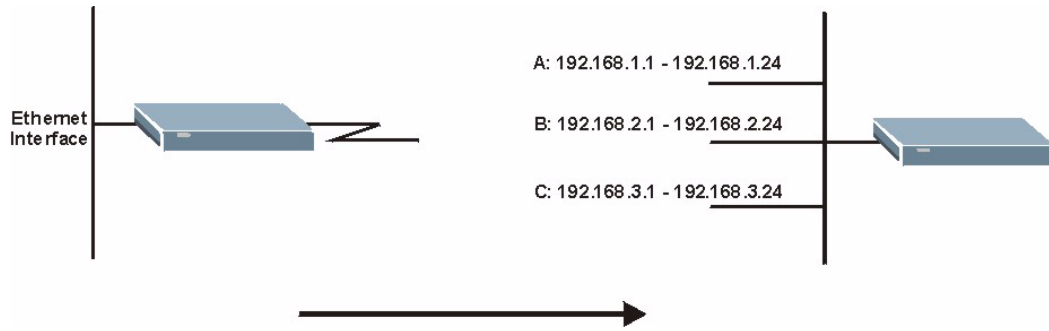 Ethernet
Interface
A: 192.168.1.1 - 192.168.1.24
B: 192.168.2.1 - 192.168.2.24
C: 192.168.3.1 - 192.168.3.24